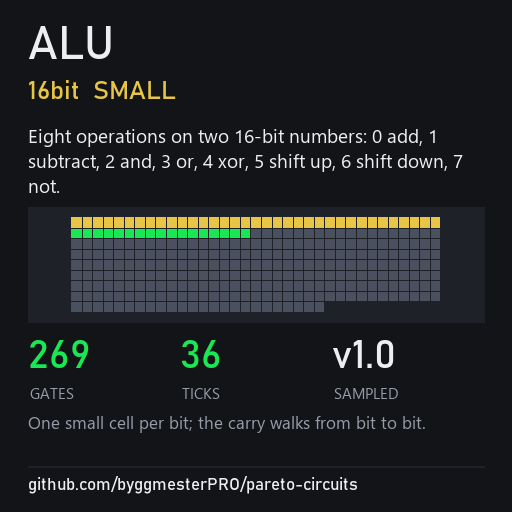 ALU
16bit SMALL
Eight operations on two 16-bit numbers: 0 add, 1
subtract, 2 and, 3 or, 4 xor, 5 shift up, 6 shift down, 7
not.
269 36 v1.0
GATES TICKS SAMPLED
One small cell per bit; the carry walks from bit to bit.
github.com/byggmesterPRO/pareto-circuits